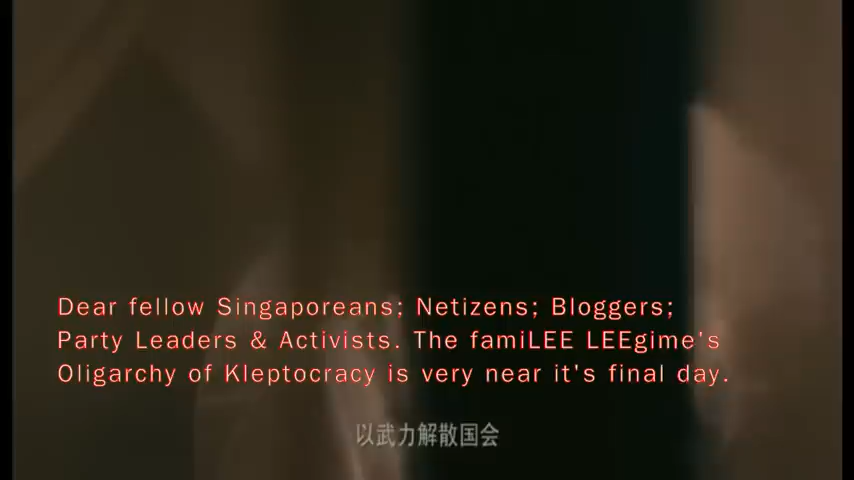 Dear fellow Singaporeans; Netizens; Bloggers;
Party Leaders & Activists. The famiLEE LEEgime's
Oligarchy of Kleptocracy is very near it's final day.
以武力解散国会